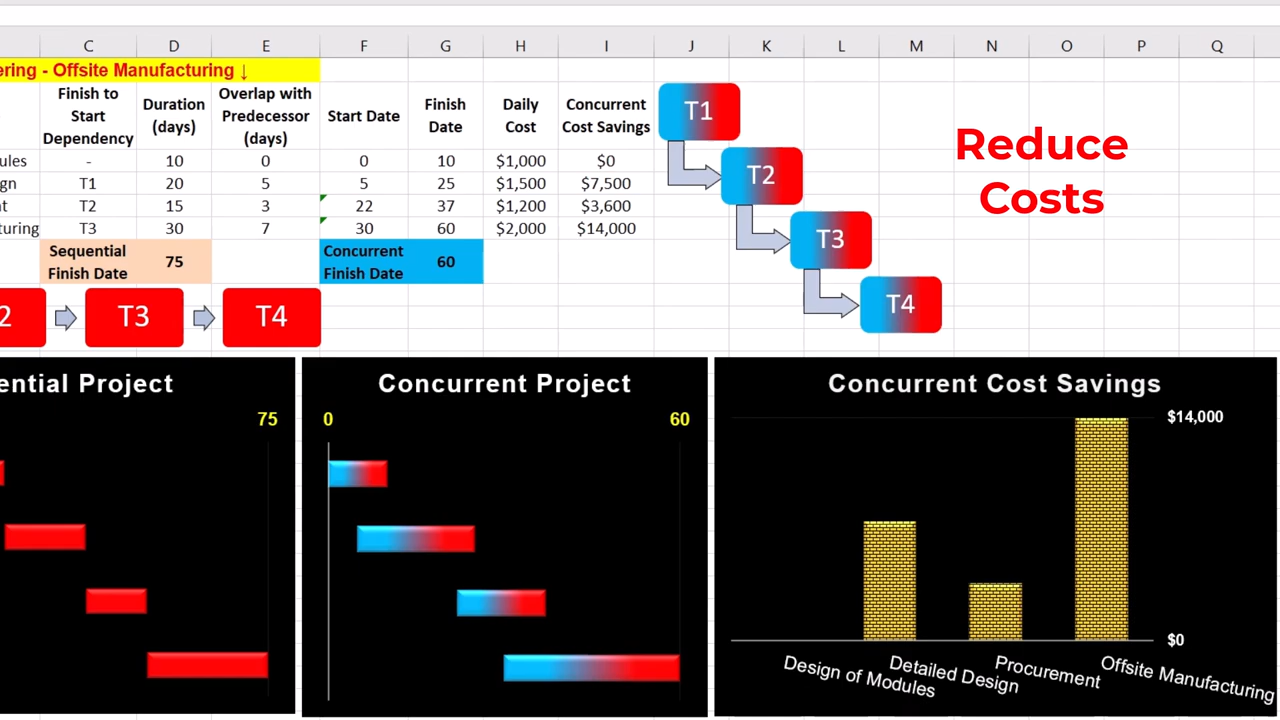 C D E F G H I J K L M N O P Q
ering - Offsite Manufacturing ↓
Finish to Start Dependency
Duration (days)
Overlap with Predecessor (days)
Start Date
Finish Date
Daily Cost
Concurrent Cost Savings
ules - 10 0 0 10 $1,000 $0
gn T1 20 5 5 25 $1,500 $7,500
t T2 15 3 22 37 $1,200 $3,600
turing T3 30 7 30 60 $2,000 $14,000
Sequential Finish Date 75
Concurrent Finish Date 60
2 T3 T4
T1
T2
T3
T4
Reduce
Costs
ential Project
75
Concurrent Project
0 60
Concurrent Cost Savings
$14,000
$0
Design of Modules
Detailed Design
Procurement
Offsite Manufacturing